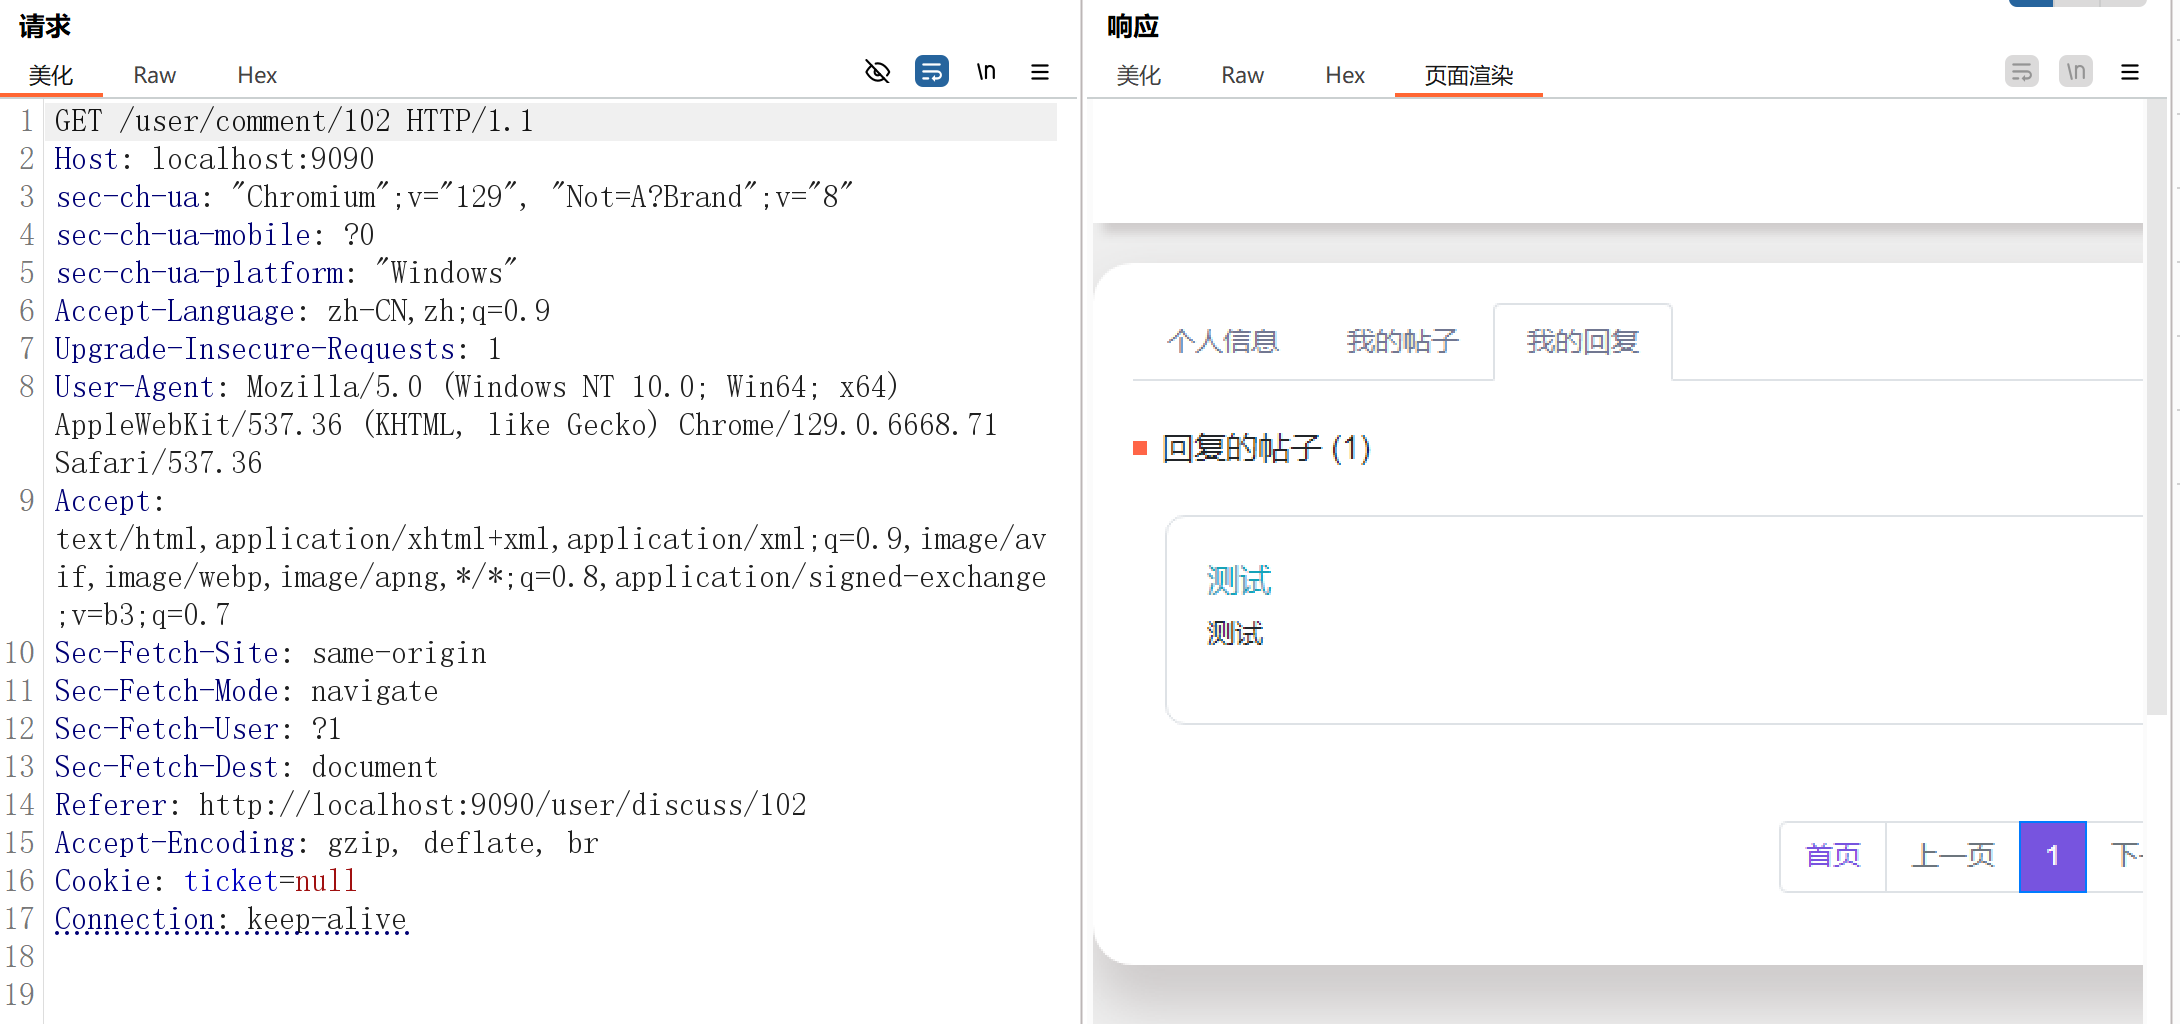 请求
美化 Raw Hex \n
1 GET /user/comment/102 HTTP/1.1
2 Host: localhost:9090
3 sec-ch-ua: "Chromium";v="129", "Not=A?Brand";v="8"
4 sec-ch-ua-mobile: ?0
5 sec-ch-ua-platform: "Windows"
6 Accept-Language: zh-CN,zh;q=0.9
7 Upgrade-Insecure-Requests: 1
8 User-Agent: Mozilla/5.0 (Windows NT 10.0; Win64; x64)
AppleWebKit/537.36 (KHTML, like Gecko) Chrome/129.0.6668.71
Safari/537.36
9 Accept:
text/html,application/xhtml+xml,application/xml;q=0.9,image/av
if,image/webp,image/apng,*/*;q=0.8,application/signed-exchange
;v=b3;q=0.7
10 Sec-Fetch-Site: same-origin
11 Sec-Fetch-Mode: navigate
12 Sec-Fetch-User: ?1
13 Sec-Fetch-Dest: document
14 Referer: http://localhost:9090/user/discuss/102
15 Accept-Encoding: gzip, deflate, br
16 Cookie: ticket=null
17 Connection: keep-alive
18
19
响应
美化 Raw Hex 页面渲染 \n
个人信息 我的帖子 我的回复
回复的帖子 (1)
测试
测试
首页 上一页 1 下